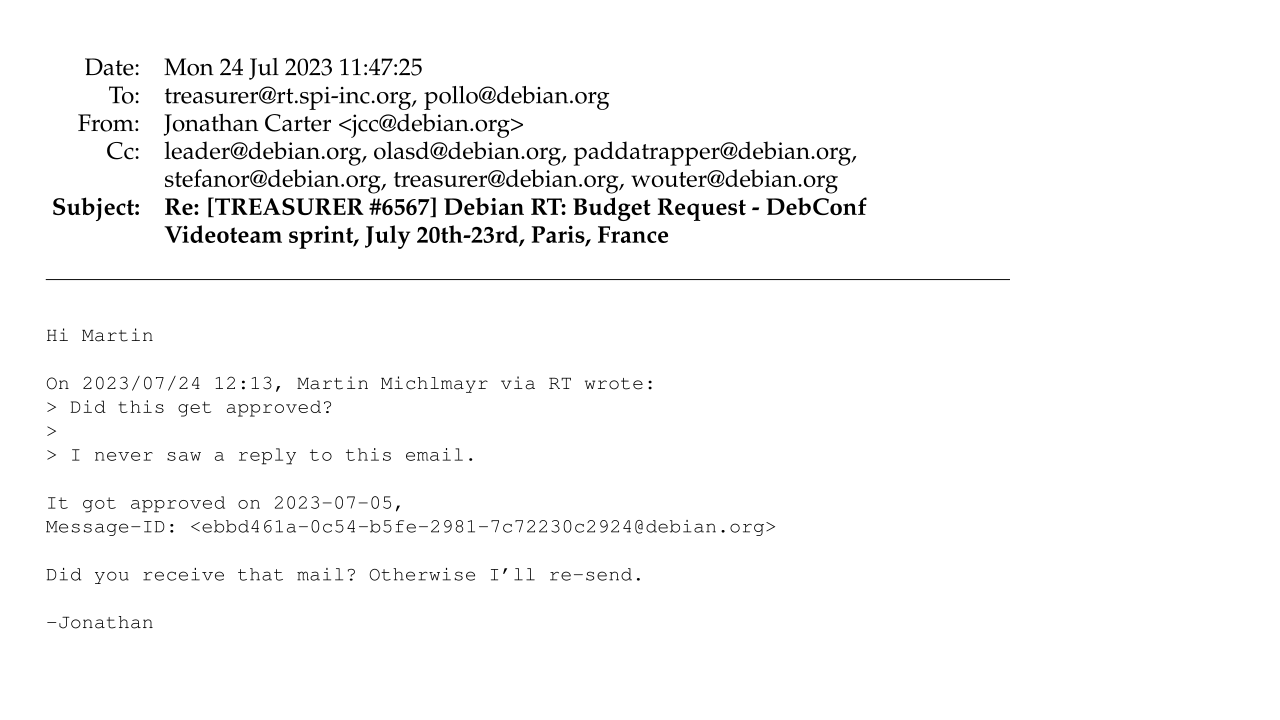 Date: Mon 24 Jul 2023 11:47:25
To: treasurer@rt.spi-inc.org, pollo@debian.org
From: Jonathan Carter <jcc@debian.org>
Cc: leader@debian.org, olasd@debian.org, paddatrapper@debian.org,
stefanor@debian.org, treasurer@debian.org, wouter@debian.org
Subject: Re: [TREASURER #6567] Debian RT: Budget Request - DebConf
Videoteam sprint, July 20th-23rd, Paris, France
Hi Martin
On 2023/07/24 12:13, Martin Michlmayr via RT wrote:
> Did this get approved?
>
> I never saw a reply to this email.
It got approved on 2023-07-05,
Message-ID: <ebbd461a-0c54-b5fe-2981-7c72230c2924@debian.org>
Did you receive that mail? Otherwise I'll re-send.
-Jonathan